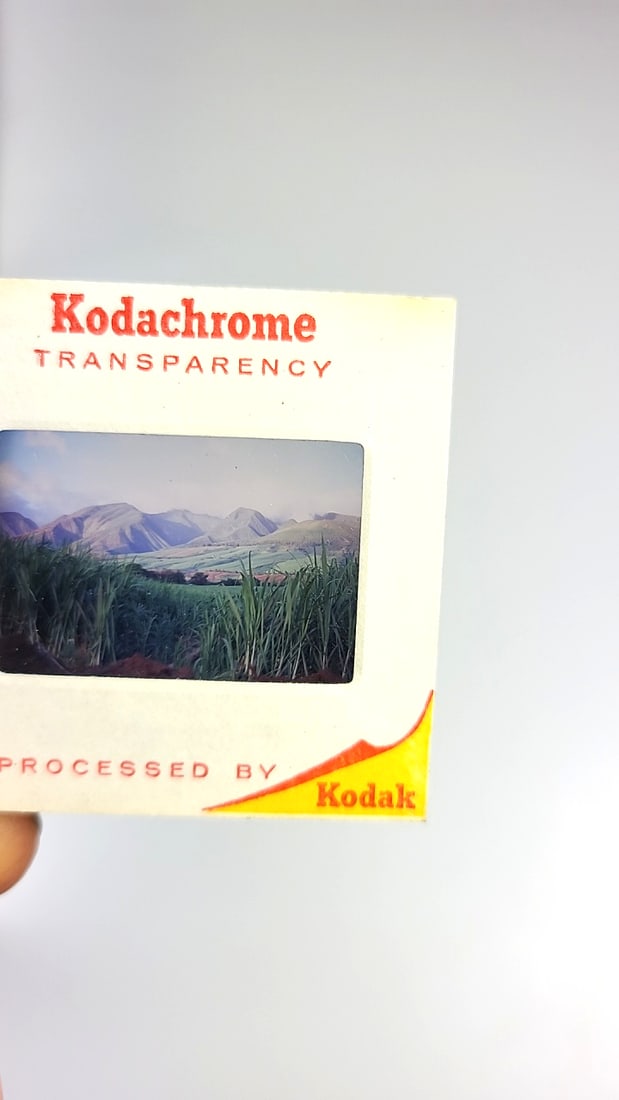 Kodachrome
TRANSPARENCY
PROCESSED BY
Kodak